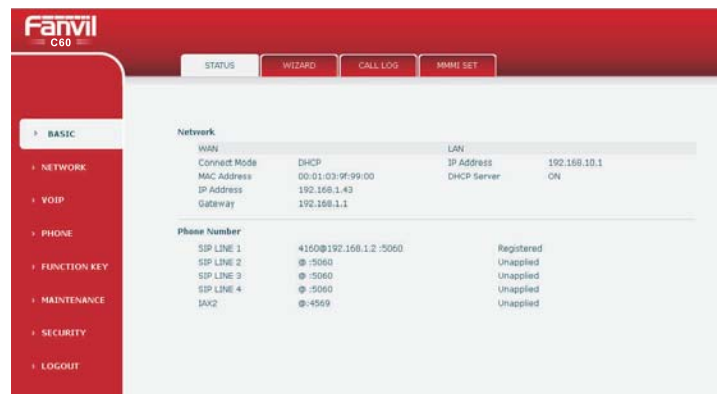 Fanvil
C60
STATUS WIZARD CALL LOG MMMI SET
BASIC
NETWORK
VOIP
PHONE
FUNCTION KEY
MAINTENANCE
SECURITY
LOGOUT
Network
WAN LAN
Connect Mode DHCP IP Address 192.169.10.1
MAC Address 00:01:03:9f:99:00 DHCP Server ON
IP Address 192.168.1.43
Gateway 192.168.1.1
Phone Number
SIP LINE 1 4160@192.168.1.2 :5060 Registered
SIP LINE 2 @ :5060 Unapplied
SIP LINE 3 @ :5060 Unapplied
SIP LINE 4 @ :5060 Unapplied
IAX2 @:4569 Unapplied